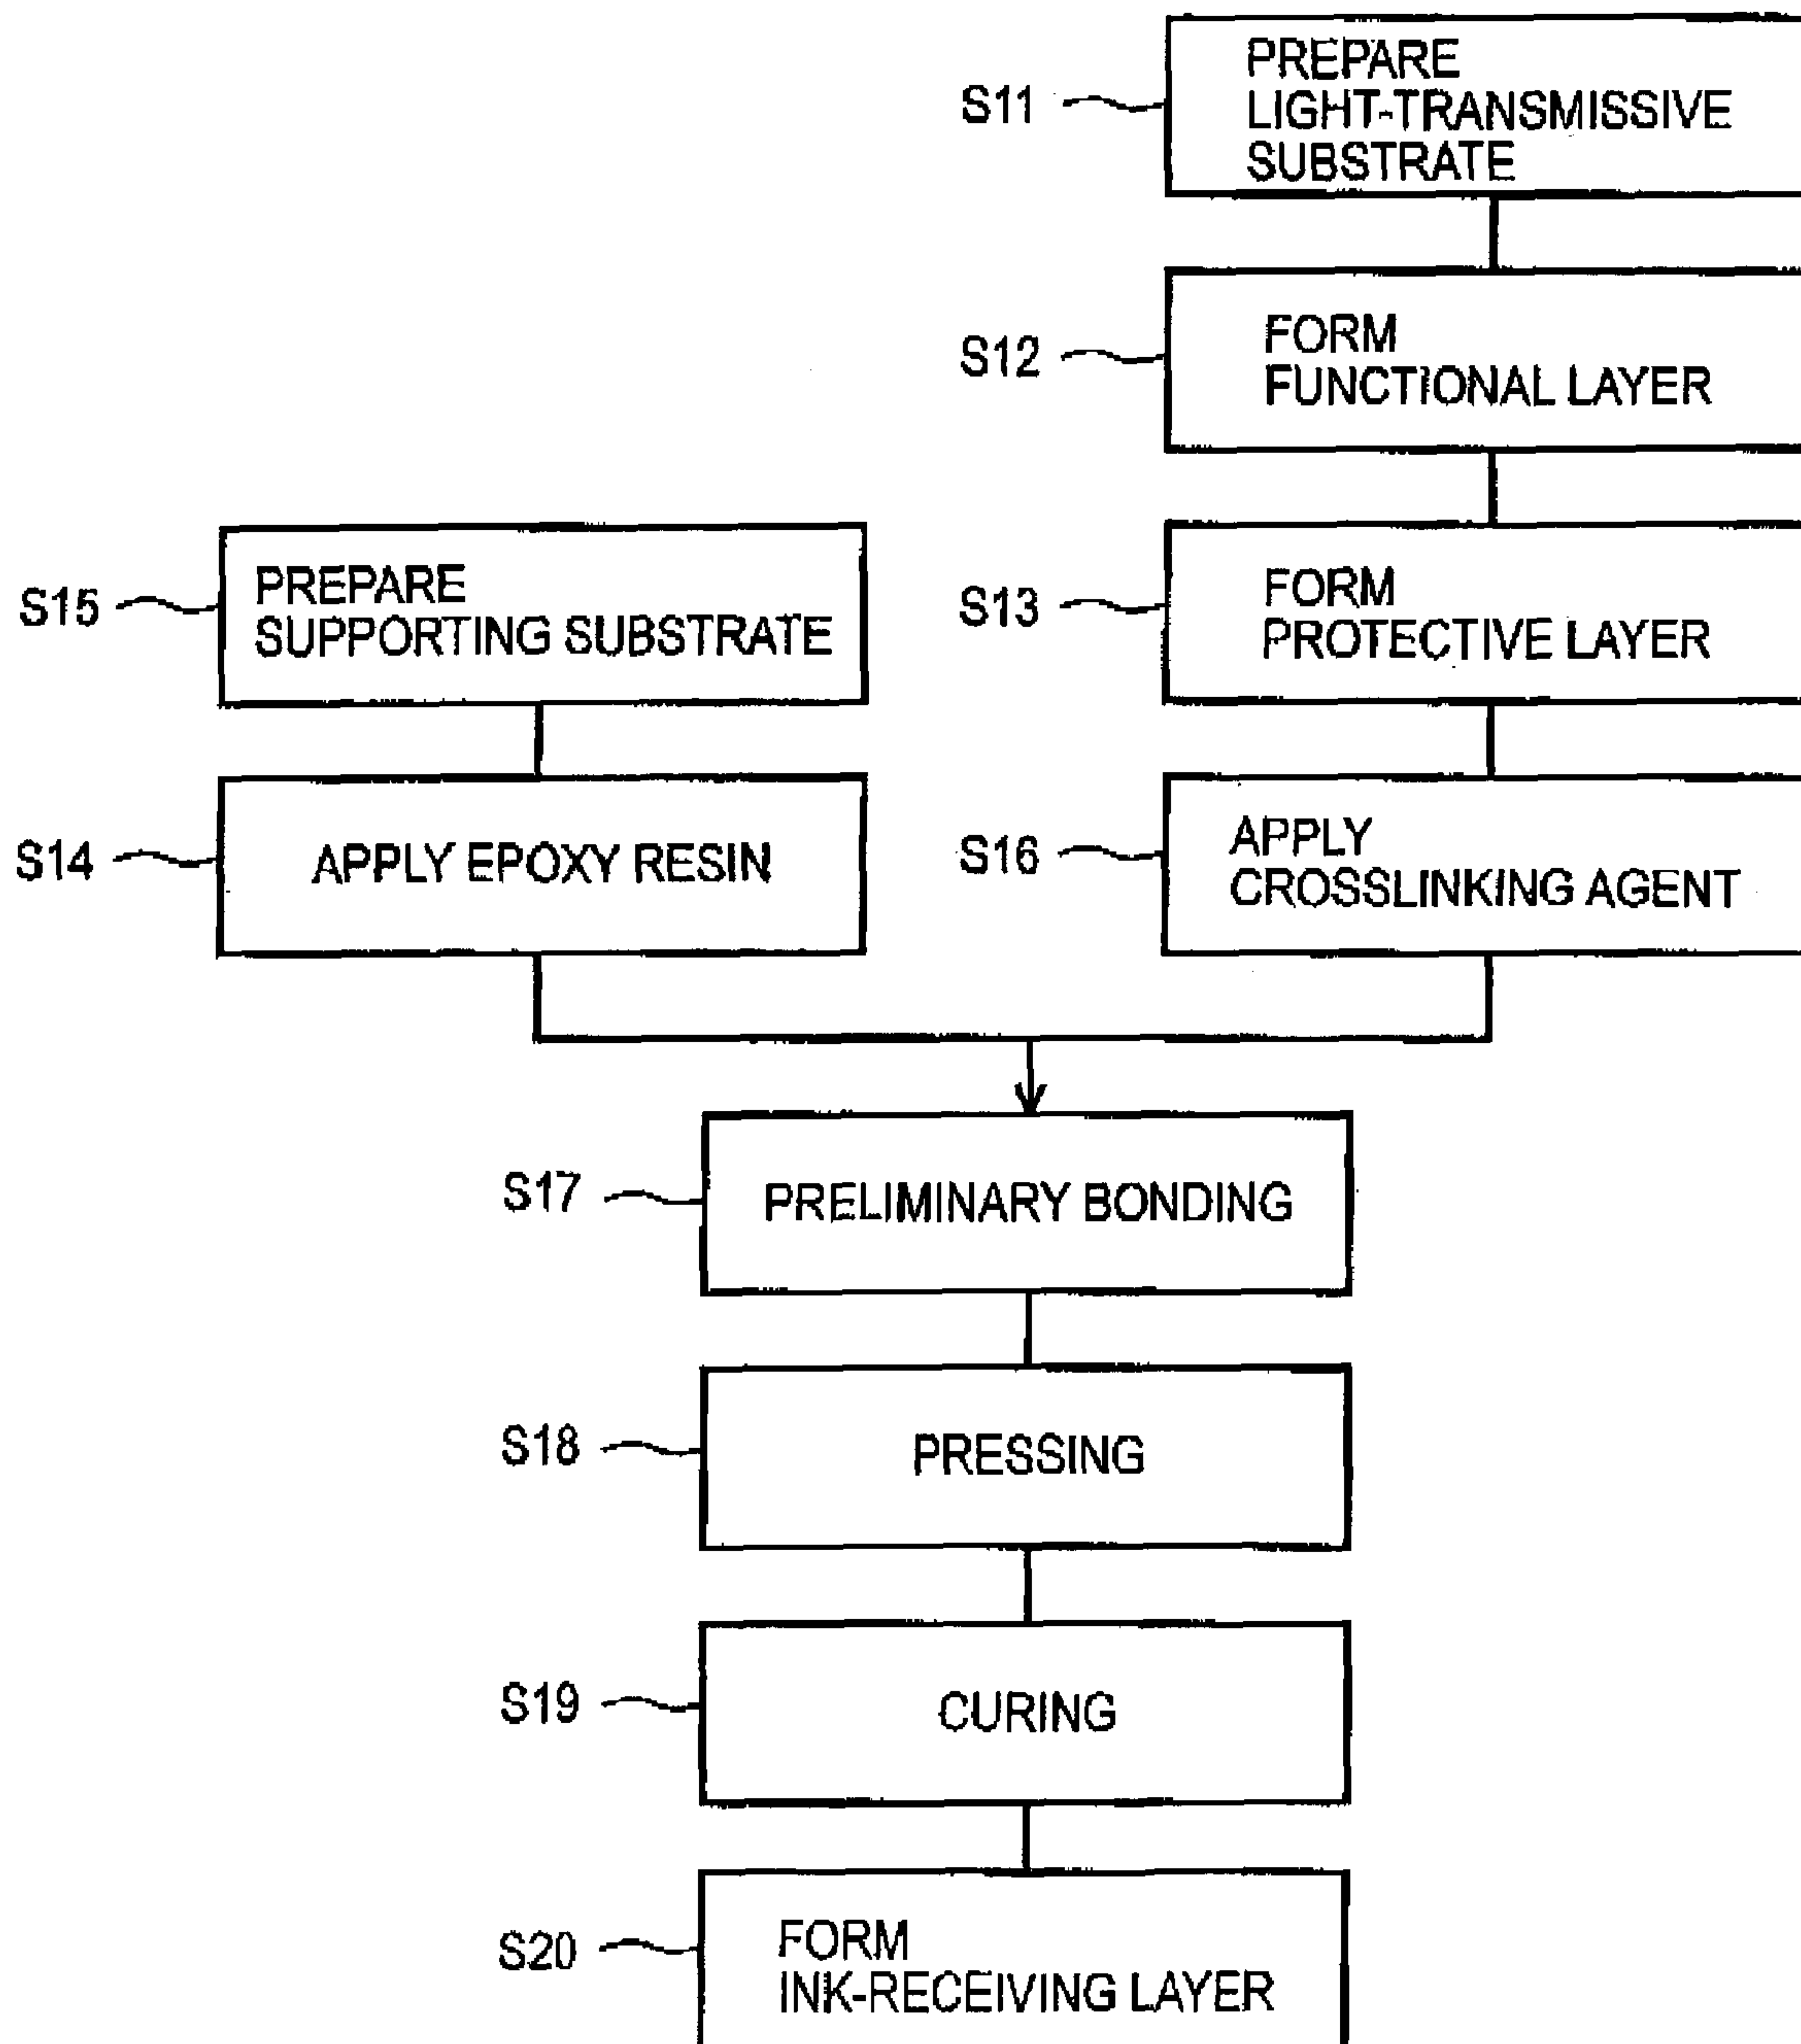 S11
PREPARE
LIGHT-TRANSMISSIVE
SUBSTRATE
S12
FORM
FUNCTIONAL LAYER
S15
PREPARE
SUPPORTING SUBSTRATE
S13
FORM
PROTECTIVE LAYER
S14
APPLY EPOXY RESIN
S16
APPLY
CROSSLINKING AGENT
S17
PRELIMINARY BONDING
S18
PRESSING
S19
CURING
S20
FORM
INK-RECEIVING LAYER